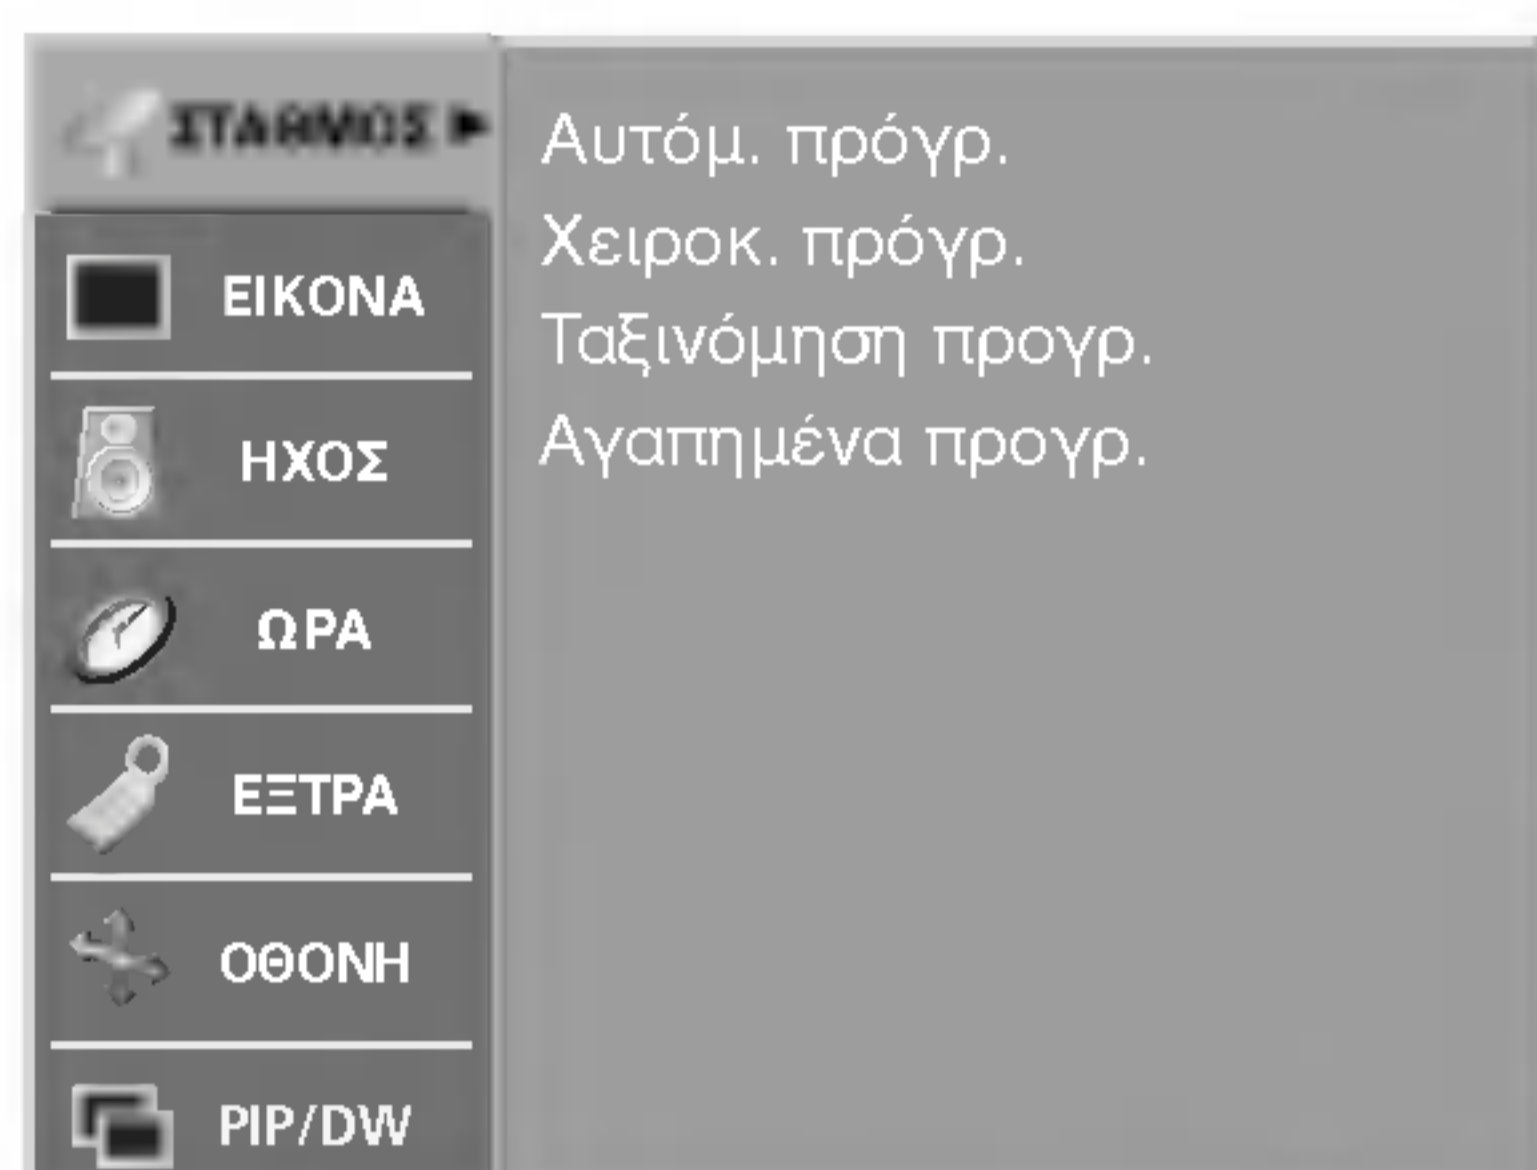 ΣΤΑΘΜΟΣ
Αυτόμ. πρόγρ.
Χειροκ. πρόγρ.
Ταξινόμηση προγρ.
Αγαπημένα προγρ.
ΕΙΚΟΝΑ
ΗΧΟΣ
ΩΡΑ
ΕΞΤΡΑ
ΟΘΟΝΗ
PIP/DW